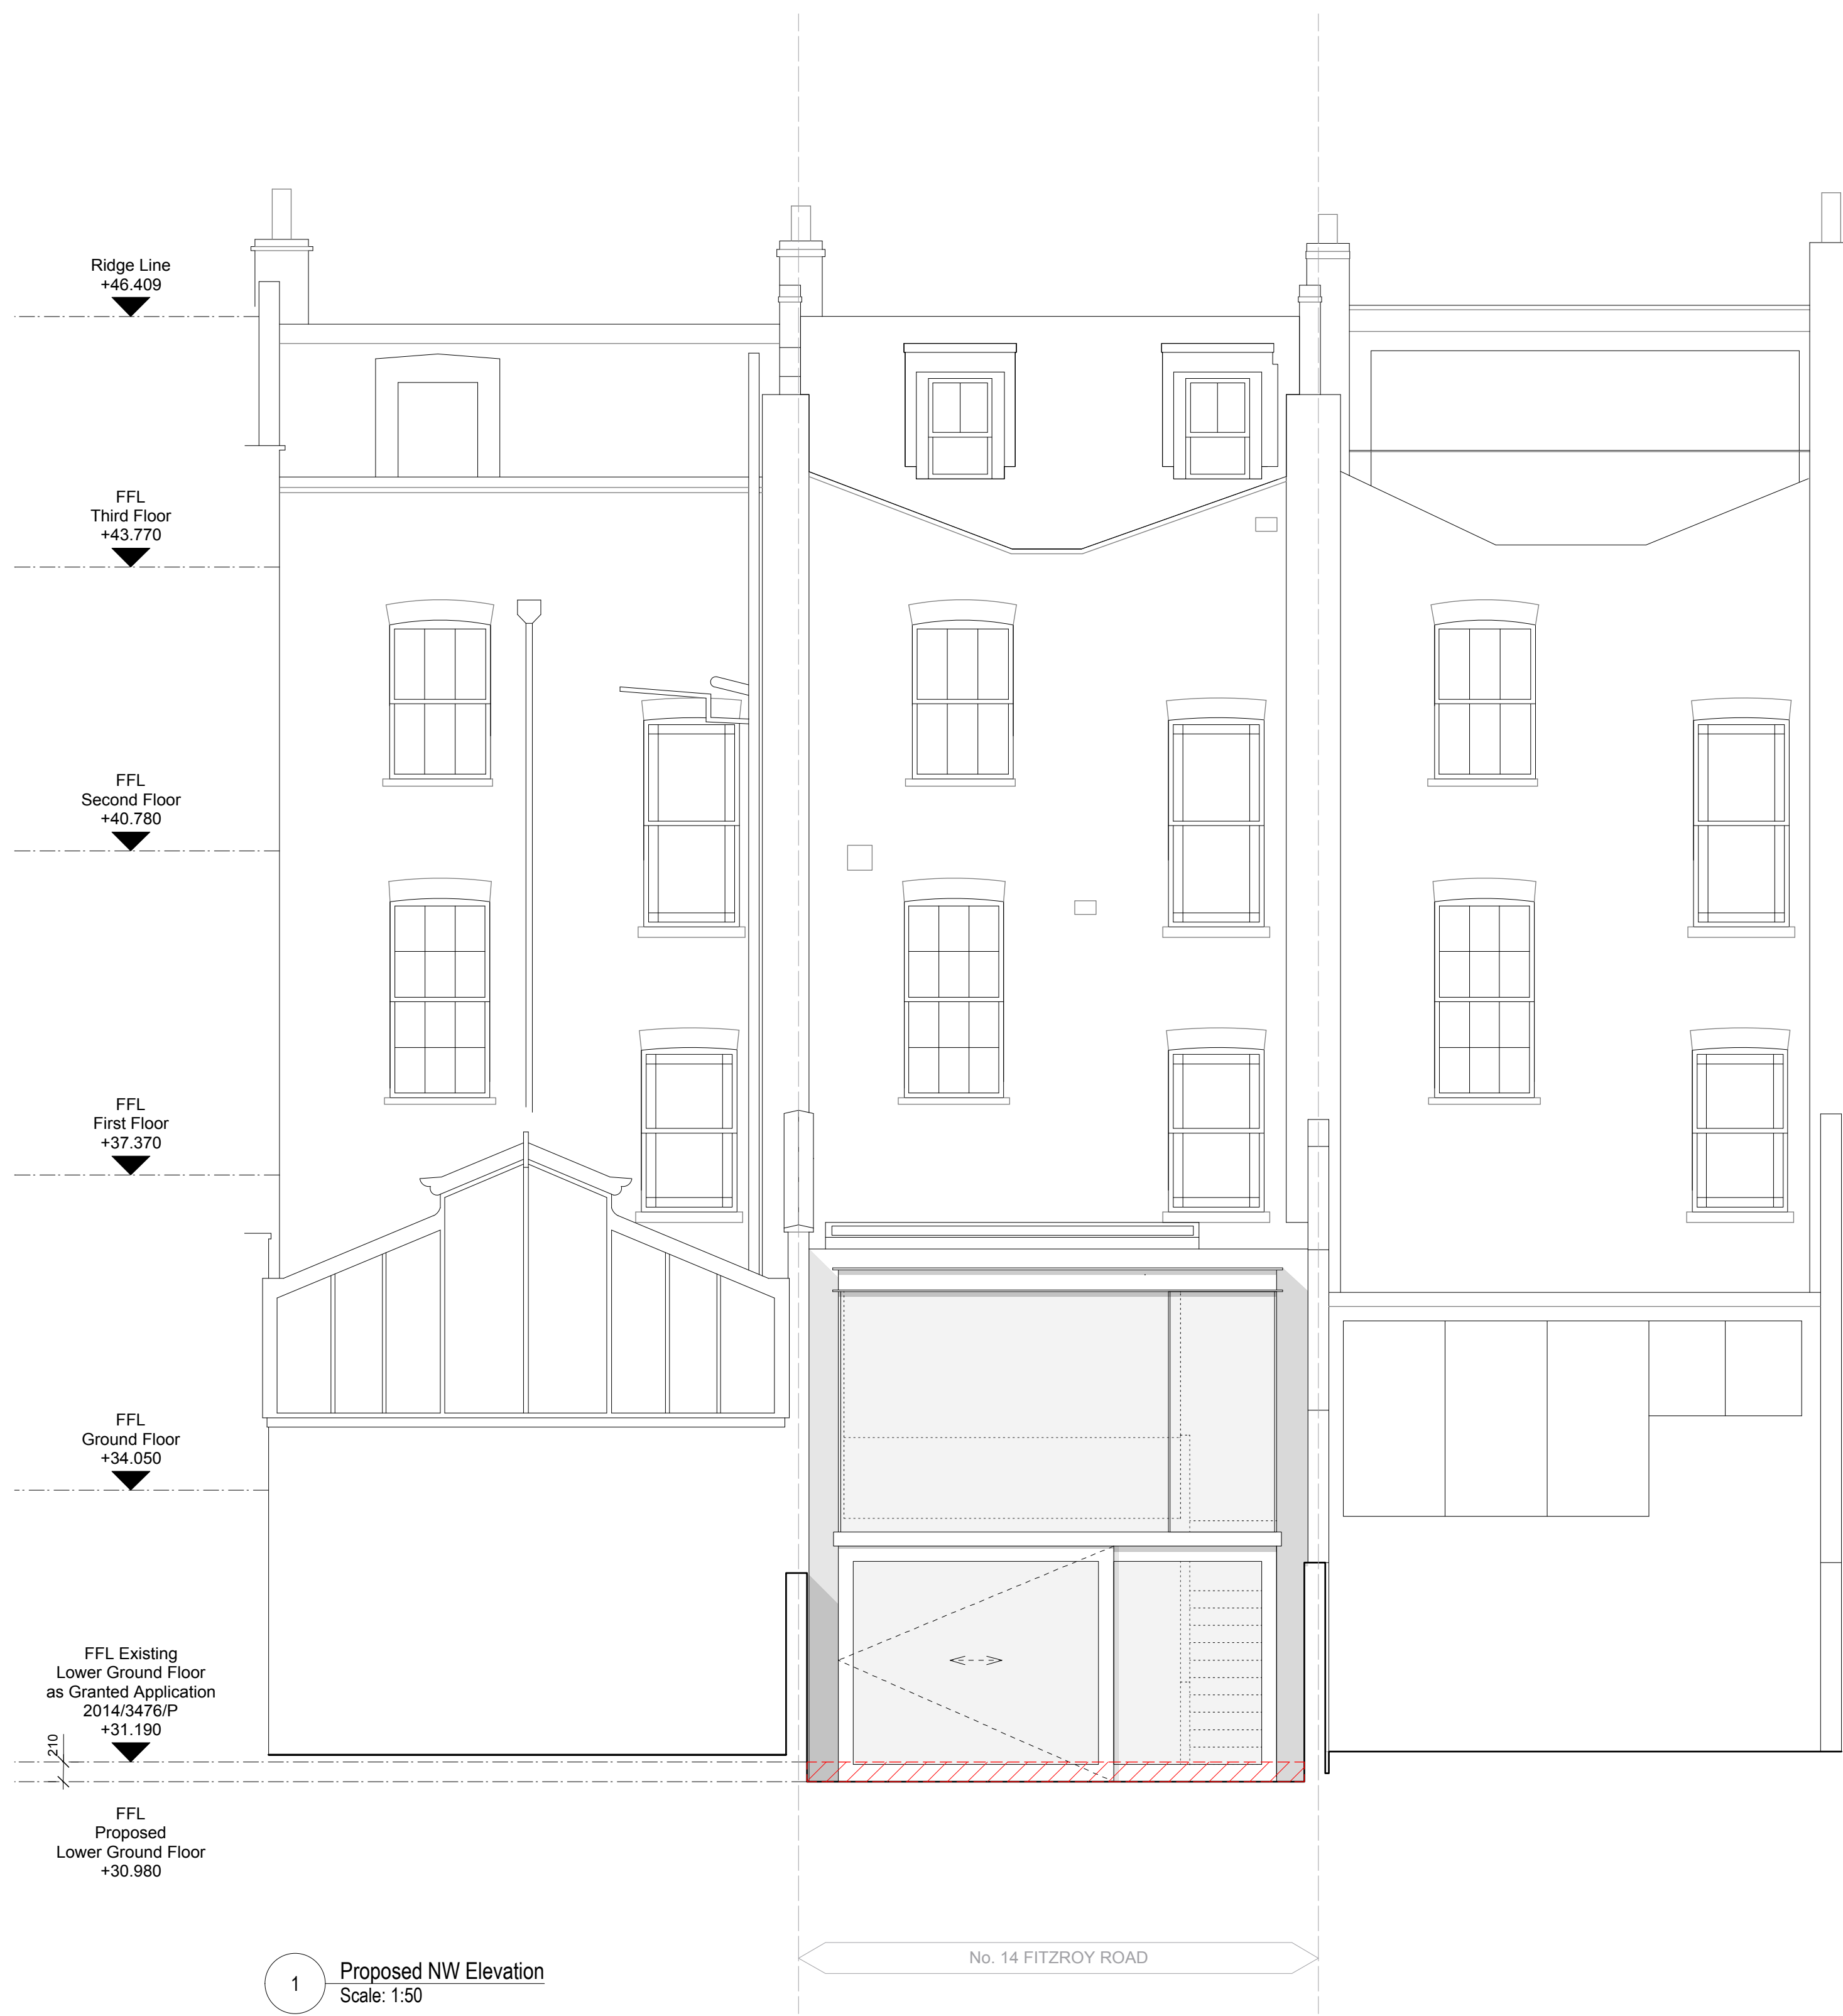 Ridge Line
+46.409
FFL
Third Floor
+43.770
FFL
Second Floor
+40.780
FFL
First Floor
+37.370
FFL
Ground Floor
+34.050
FFL Existing
Lower Ground Floor
as Granted Application
2014/3476/P
+31.190
210
FFL
Proposed
Lower Ground Floor
+30.980
No. 14 FITZROY ROAD
1
Proposed NW Elevation
Scale: 1:50